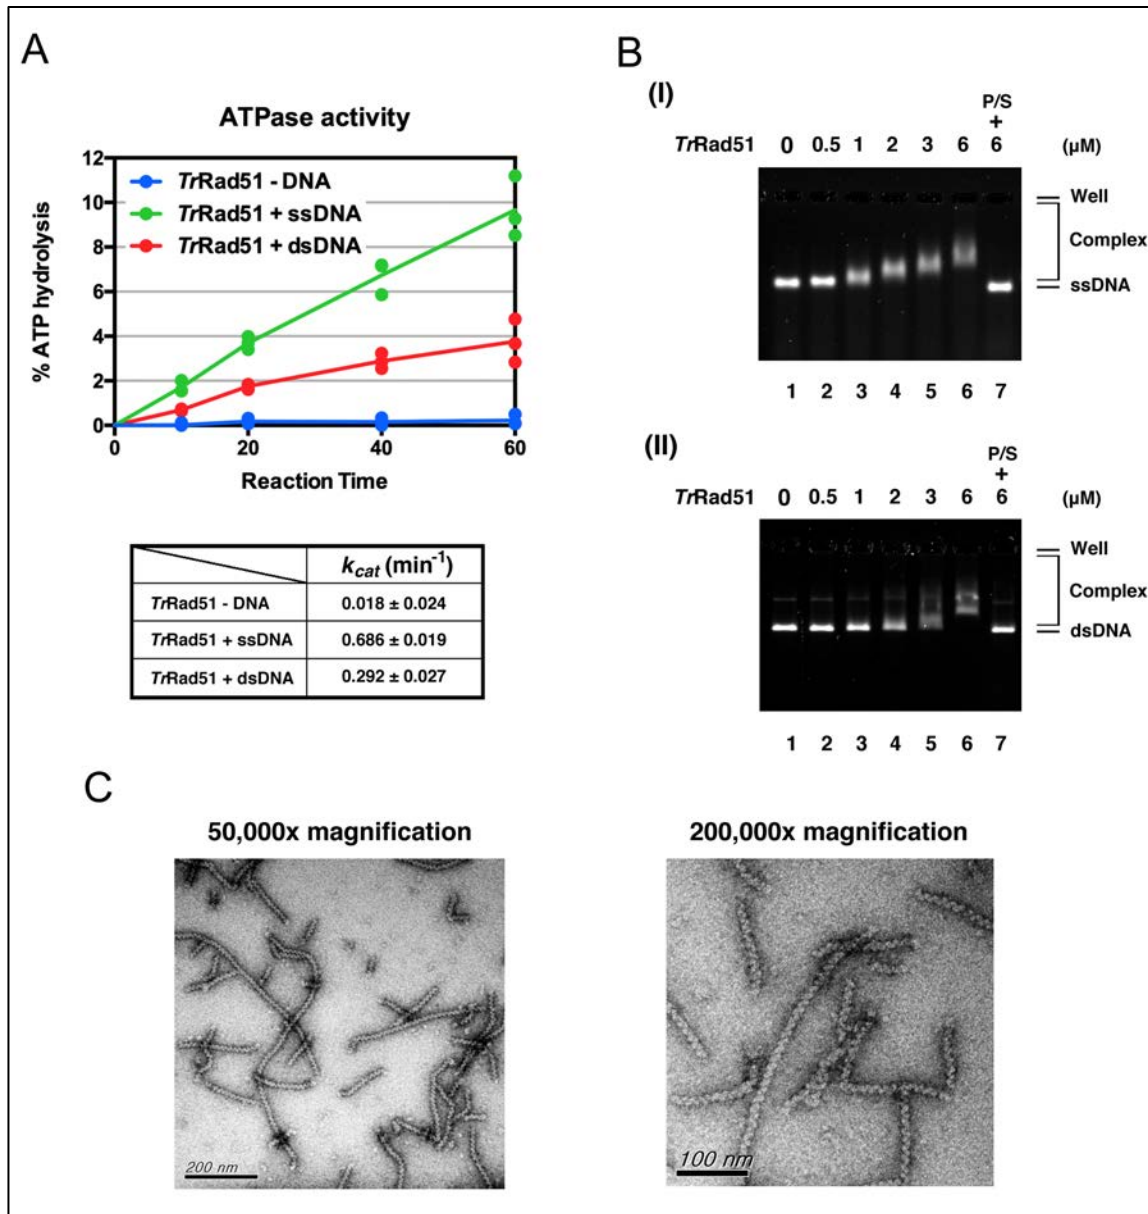 A
ATPase activity
12
10
8
6
4
2
0
TrRad51 - DNA
TrRad51 + ssDNA
TrRad51 + dsDNA
% ATP hydrolysis
0 20 40 60
Reaction Time
kcat (min-1)
TrRad51 - DNA 0.018 ± 0.024
TrRad51 + ssDNA 0.686 ± 0.019
TrRad51 + dsDNA 0.292 ± 0.027
B
(I)
P/S
+
TrRad51 0 0.5 1 2 3 6 6 (μM)
Well
Complex
ssDNA
1 2 3 4 5 6 7
(II)
P/S
+
TrRad51 0 0.5 1 2 3 6 6 (μM)
Well
Complex
dsDNA
1 2 3 4 5 6 7
C
50,000x magnification
200 nm
200,000x magnification
100 nm